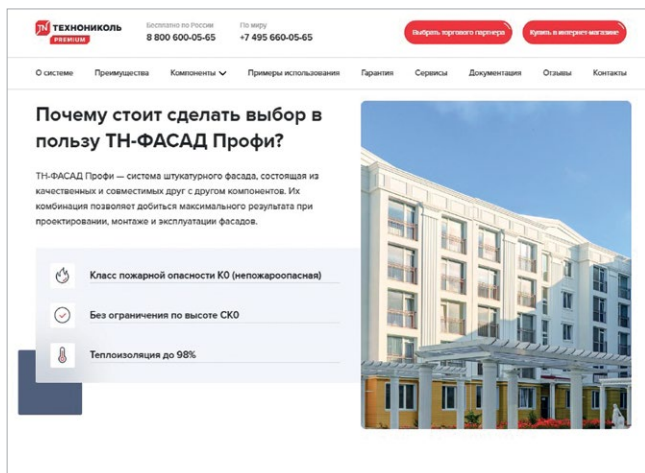 ТЕХНОНИКОЛЬ
PREMIUM
Бесплатно по России
8 800 600-05-65
По миру
+7 495 660-05-65
Выбрать торгового партнера
Купить в интернет-магазине
О системе Преимущества Компоненты Примеры использования Гарантия Сервисы Документация Отзывы Контакты
Почему стоит сделать выбор в
пользу ТН-ФАСАД Профи?
ТН-ФАСАД Профи — система штукатурного фасада, состоящая из
качественных и совместимых друг с другом компонентов. Их
комбинация позволяет добиться максимального результата при
проектировании, монтаже и эксплуатации фасадов.
Класс пожарной опасности К0 (непожароопасная)
Без ограничения по высоте СК0
Теплоизоляция до 98%